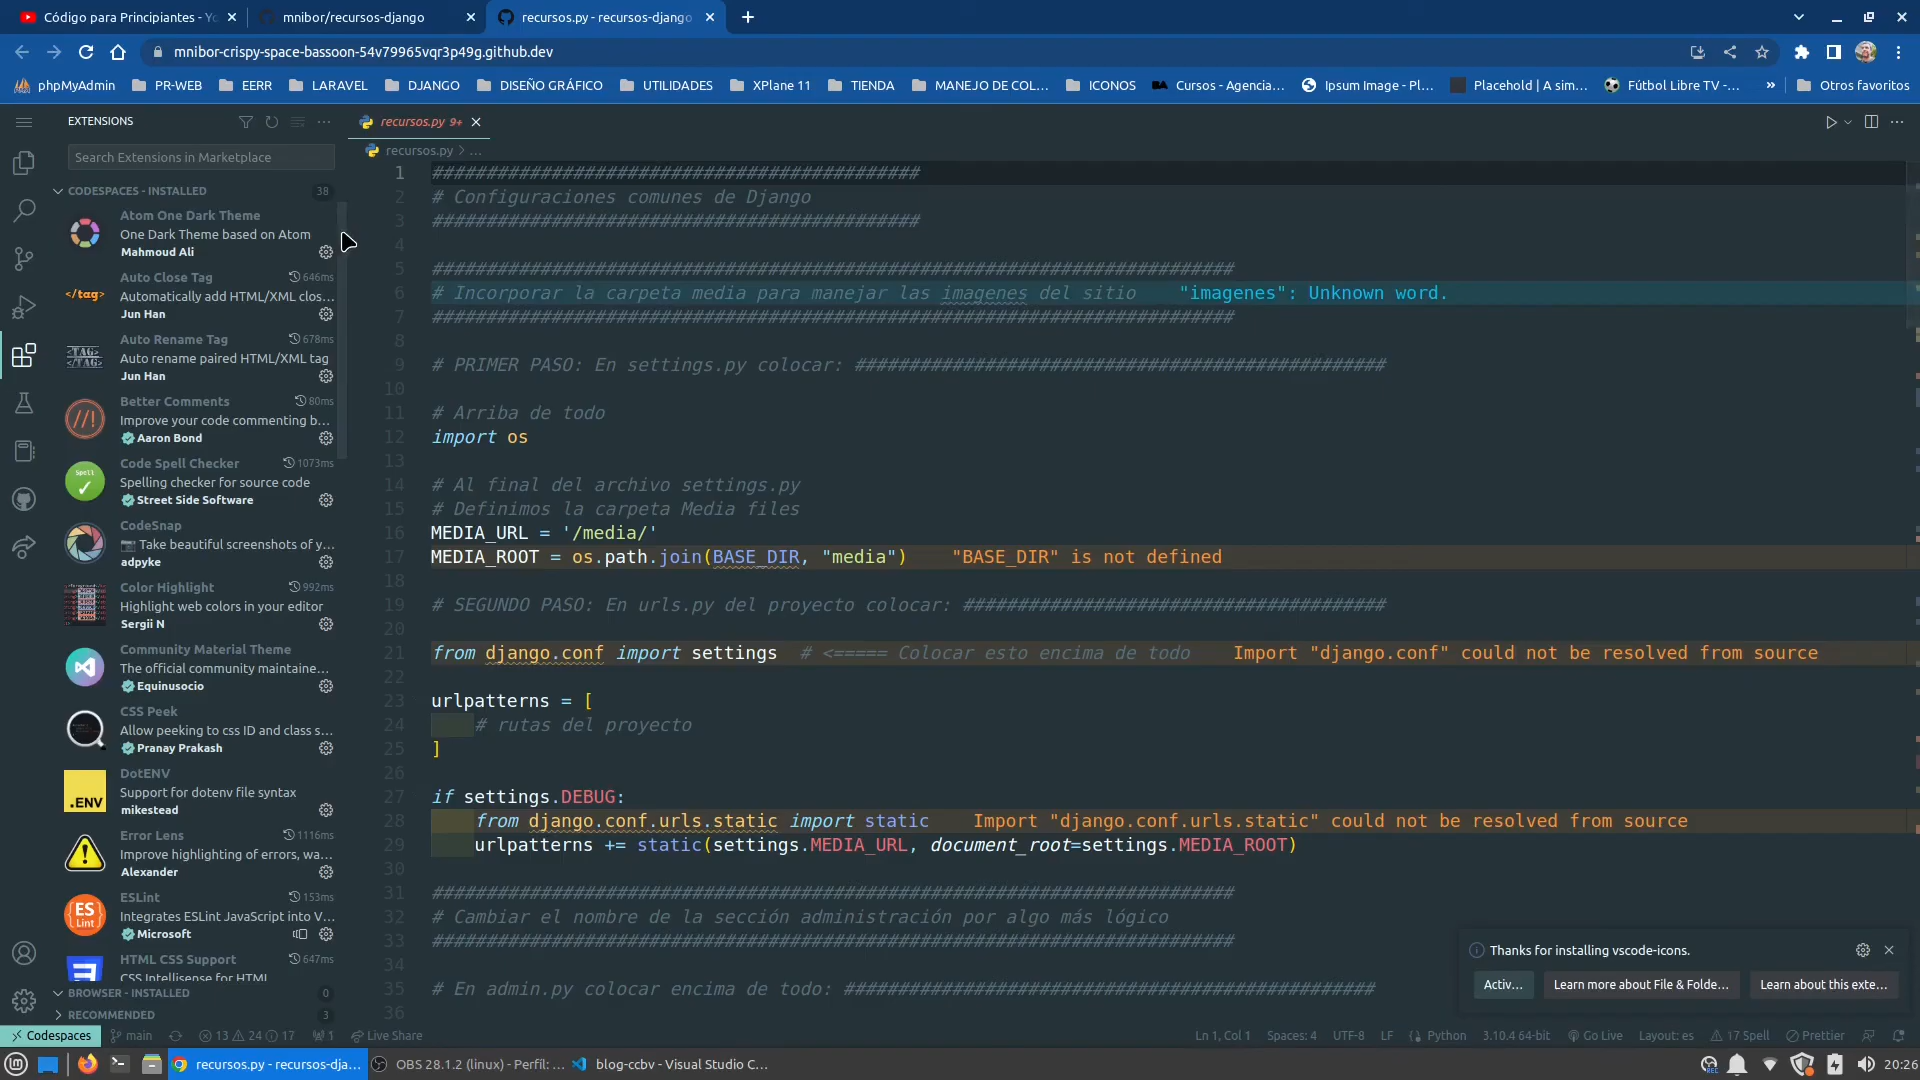 Código para Principiantes - Yo
mnibor/recursos-django
recursos.py - recursos-django
mnibor-crispy-space-bassoon-54v79965vqr3p49g.github.dev
phpMyAdmin
PR-WEB
EERR
LARAVEL
DJANGO
DISEÑO GRÁFICO
UTILIDADES
XPlane 11
TIENDA
MANEJO DE COL...
ICONOS
Cursos - Agencia...
Ipsum Image - Pl...
Placehold | A sim...
Fútbol Libre TV -...
»
Otros favoritos
EXTENSIONS
Search Extensions in Marketplace
CODESPACES - INSTALLED 38
Atom One Dark Theme
One Dark Theme based on Atom
Mahmoud Ali
Auto Close Tag 646ms
</tag>
Automatically add HTML/XML clos...
Jun Han
Auto Rename Tag 678ms
Auto rename paired HTML/XML tag
Jun Han
Better Comments 80ms
Improve your code commenting b...
Aaron Bond
Code Spell Checker 1073ms
Spell
Spelling checker for source code
Street Side Software
CodeSnap
Take beautiful screenshots of y...
adpyke
Color Highlight 992ms
Highlight web colors in your editor
Sergii N
Community Material Theme
The official community maintaine...
Equinusocio
CSS Peek
Allow peeking to css ID and class s...
Pranay Prakash
DotENV
Support for dotenv file syntax
.ENV
mikestead
Error Lens 1116ms
Improve highlighting of errors, wa...
Alexander
ESLint 153ms
ES
Lint
Integrates ESLint JavaScript into V...
Microsoft
HTML CSS Support 647ms
CSS Intellisense for HTML
BROWSER - INSTALLED 0
RECOMMENDED 3
recursos.py 9+
recursos.py > ...
1 #############################################
2 # Configuraciones comunes de Django
3 #############################################
4
5 ##########################################################################
6 # Incorporar la carpeta media para manejar las imagenes del sitio "imagenes": Unknown word.
7 ##########################################################################
8
9 # PRIMER PASO: En settings.py colocar: #################################################
10
11 # Arriba de todo
12 import os
13
14 # Al final del archivo settings.py
15 # Definimos la carpeta Media files
16 MEDIA_URL = '/media/'
17 MEDIA_ROOT = os.path.join(BASE_DIR, "media") "BASE_DIR" is not defined
18
19 # SEGUNDO PASO: En urls.py del proyecto colocar: #######################################
20
21 from django.conf import settings # <===== Colocar esto encima de todo Import "django.conf" could not be resolved from source
22
23 urlpatterns = [
24 # rutas del proyecto
25 ]
26
27 if settings.DEBUG:
28 from django.conf.urls.static import static Import "django.conf.urls.static" could not be resolved from source
29 urlpatterns += static(settings.MEDIA_URL, document_root=settings.MEDIA_ROOT)
30
31 ##########################################################################
32 # Cambiar el nombre de la sección administración por algo más lógico
33 ##########################################################################
34
35 # En admin.py colocar encima de todo: #################################################
36
Thanks for installing vscode-icons.
Activ...
Learn more about File & Folde...
Learn about this exte...
Codespaces
main
13 24 17
1
Live Share
Ln 1, Col 1
Spaces: 4
UTF-8
LF
Python
3.10.4 64-bit
Go Live
Layout: es
17 Spell
Prettier
recursos.py - recursos-dja...
OBS 28.1.2 (linux) - Perfil: ...
blog-ccbv - Visual Studio C...
20:26